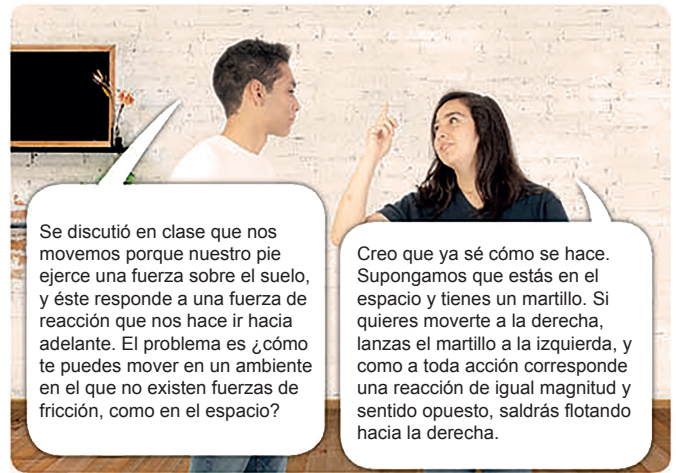 Se discutió en clase que nos
movemos porque nuestro pie
ejerce una fuerza sobre el suelo,
y éste responde a una fuerza de
reacción que nos hace ir hacia
adelante. El problema es ¿cómo
te puedes mover en un ambiente
en el que no existen fuerzas de
fricción, como en el espacio?
Creo que ya sé cómo se hace.
Supongamos que estás en el
espacio y tienes un martillo. Si
quieres moverte a la derecha,
lanzas el martillo a la izquierda, y
como a toda acción corresponde
una reacción de igual magnitud y
sentido opuesto, saldrás flotando
hacia la derecha.